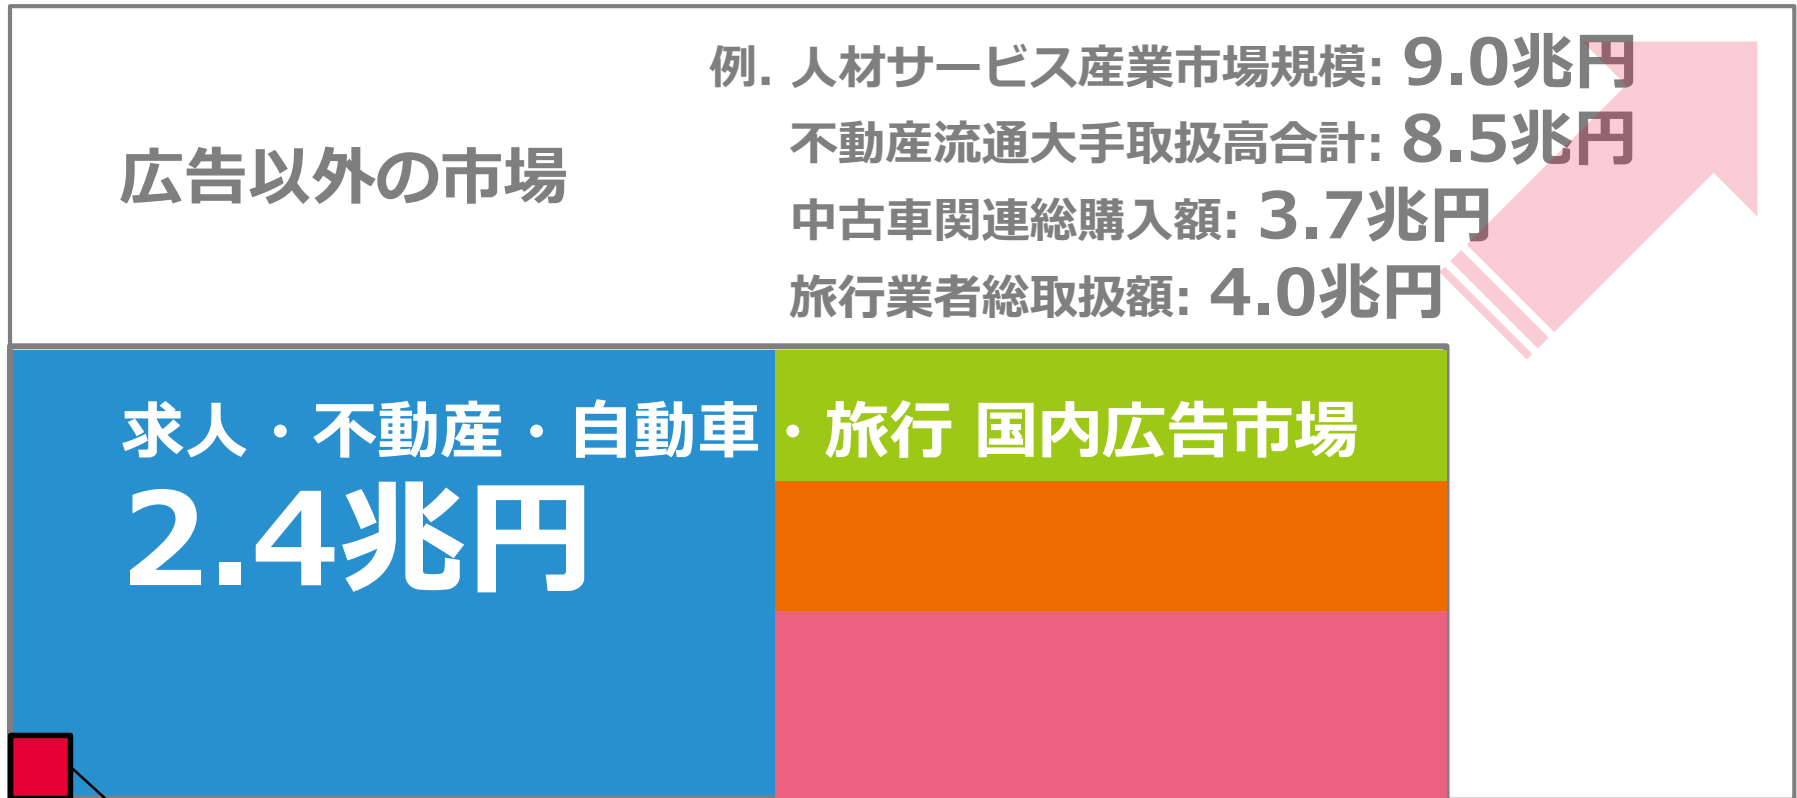 例. 人材サービス産業市場規模: 9.0兆円
不動産流通大手取扱高合計: 8.5兆円
広告以外の市場
中古車関連総購入額: 3.7兆円
旅行業者総取扱額: 4.0兆円
求人・不動産・自動車・旅行 国内広告市場
2.4兆円